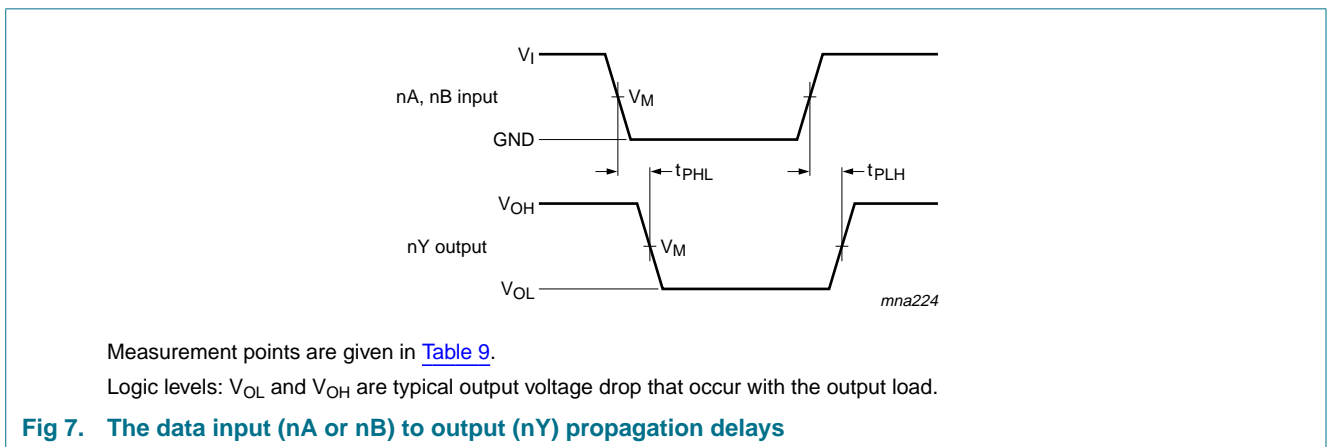 VI
nA, nB input
VM
GND
tPHL
tPLH
VOH
nY output
VM
VOL
mna224
Measurement points are given in Table 9.
Logic levels: VOL and VOH are typical output voltage drop that occur with the output load.
Fig 7. The data input (nA or nB) to output (nY) propagation delays